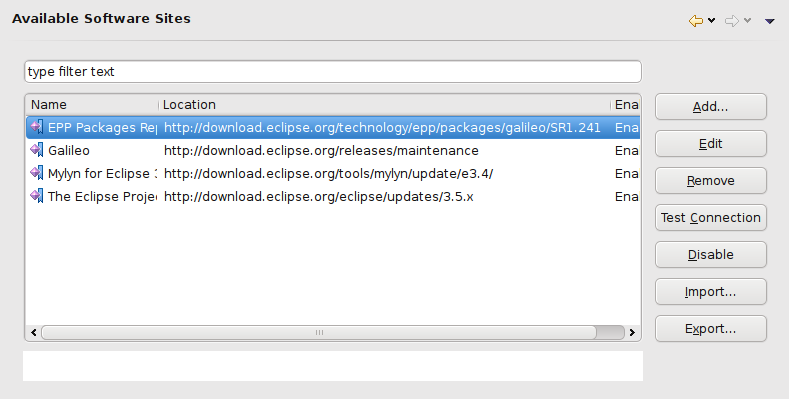 Available Software Sites
type filter text
Name Location Ena
EPP Packages Rep http://download.eclipse.org/technology/epp/packages/galileo/SR1.241 Ena
Galileo http://download.eclipse.org/releases/maintenance Ena
Mylyn for Eclipse http://download.eclipse.org/tools/mylyn/update/e3.4/ Ena
The Eclipse Proje http://download.eclipse.org/eclipse/updates/3.5.x Ena
Add...
Edit
Remove
Test Connection
Disable
Import...
Export...